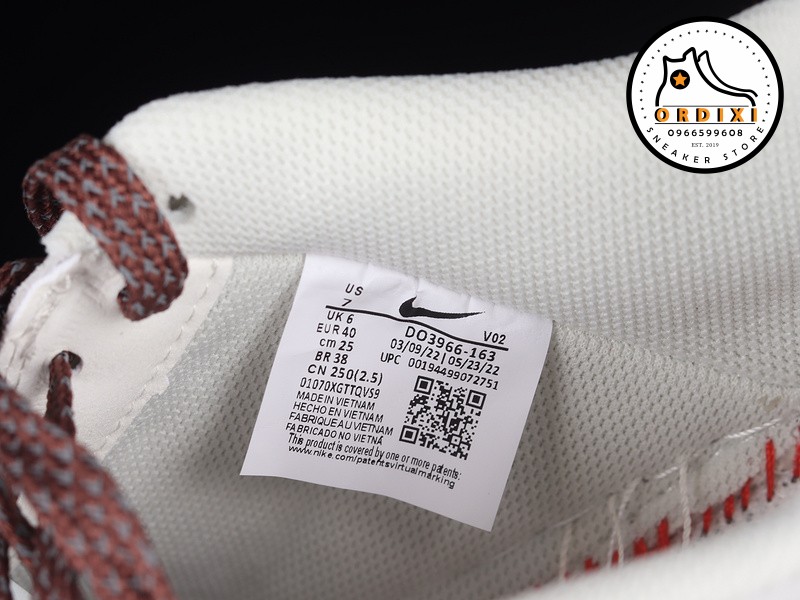 ORDIXI
0966599608
EST. 2019
SNEAKER STORE
US
7
UK 6
EUR 40
cm 25
BR 38
CN 250(2.5)
01070XGTTQVS9
MADE IN VIETNAM
HECHO EN VIETNAM
FABRIQUE AU VIETNAM
FABRICADO NO VIETNÃ
This product is covered by one or more patents:
www.nike.com/patentsvirtualmarking
V02
DO3966-163
03/09/22 | 05/23/22
UPC 00194499072751